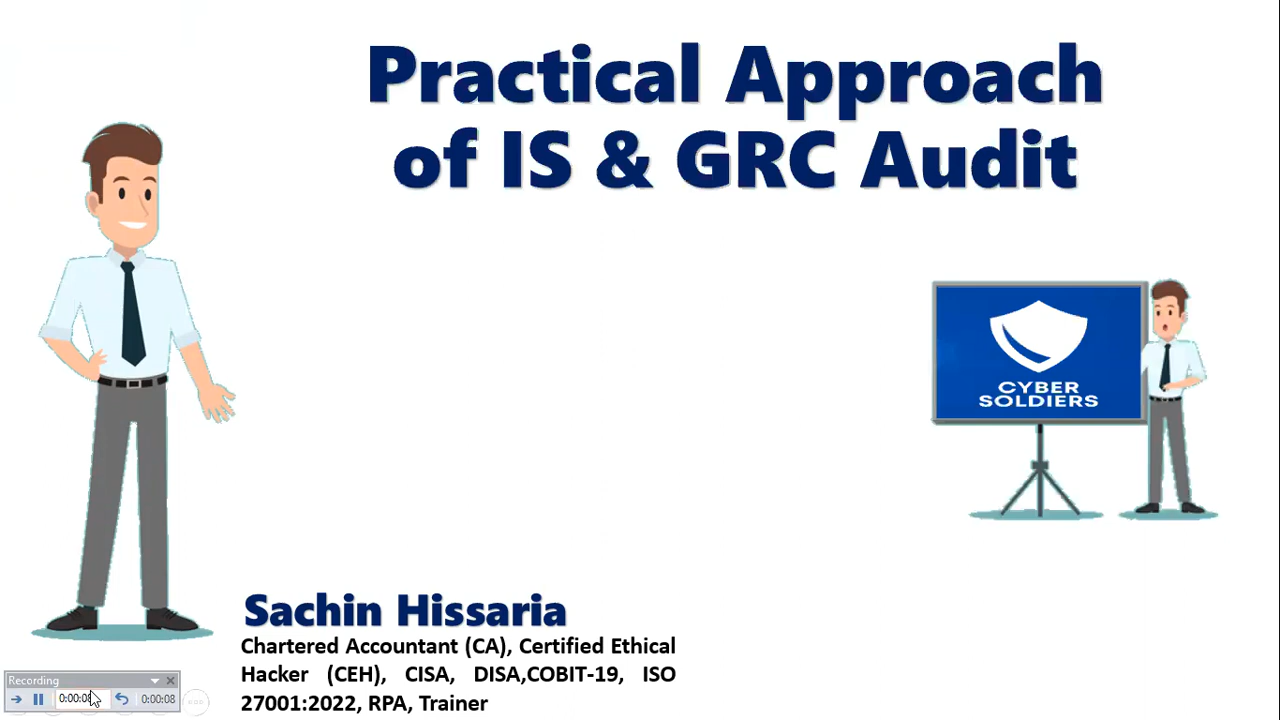 Practical Approach
of IS & GRC Audit
CYBER
SOLDIERS
Sachin Hissaria
Chartered Accountant (CA), Certified Ethical
Hacker (CEH), CISA, DISA,COBIT-19, ISO
27001:2022, RPA, Trainer
Recording
0:00:08